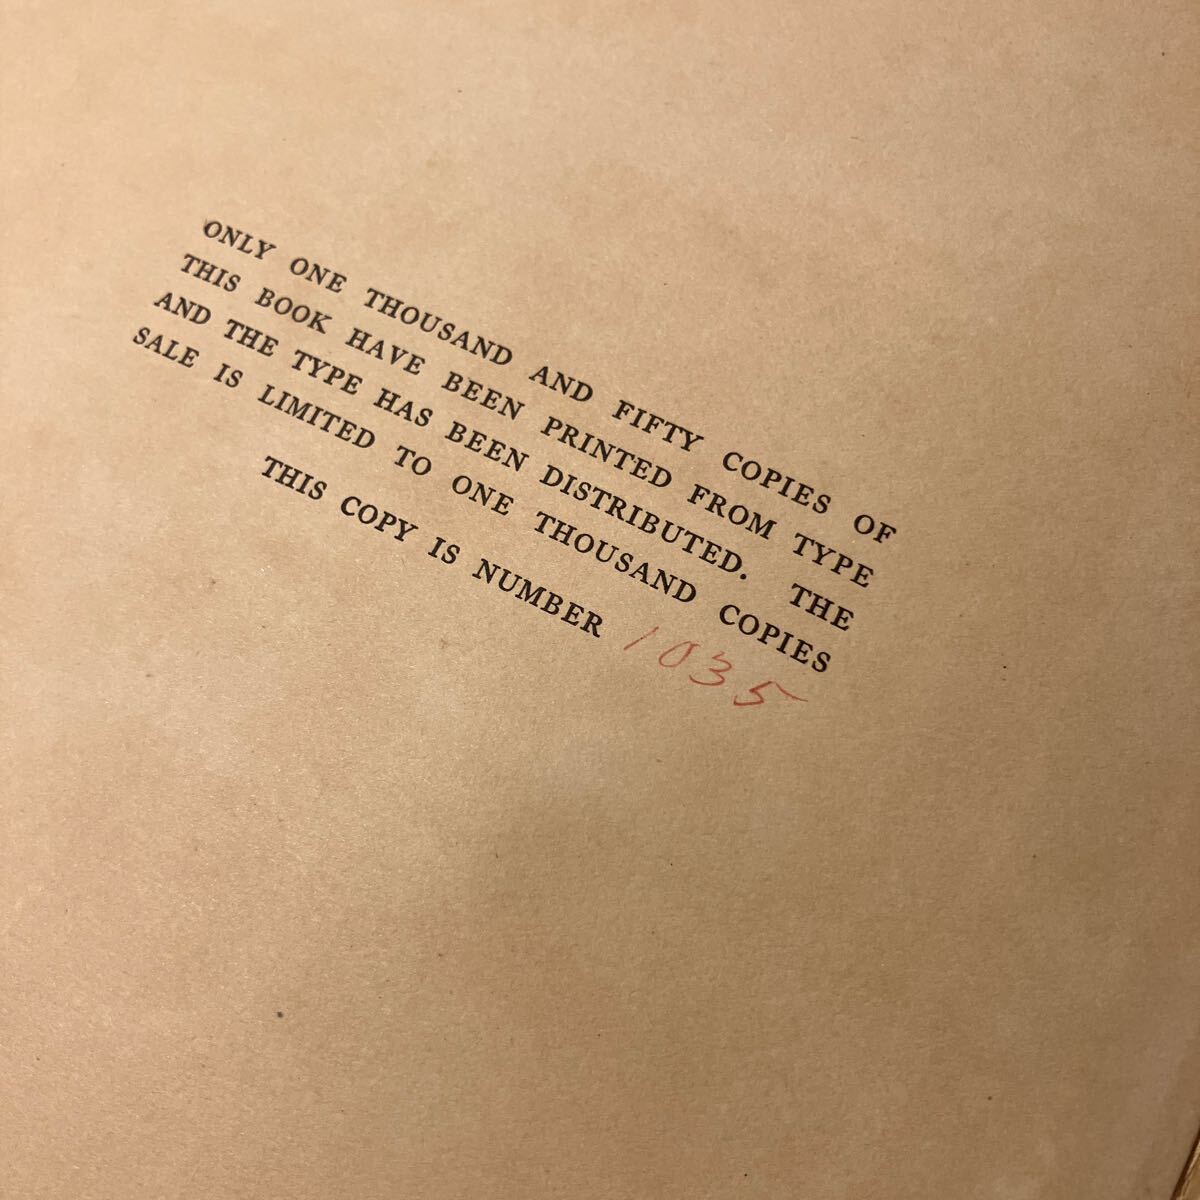 ONLY ONE THOUSAND AND FIFTY COPIES OF
THIS BOOK HAVE BEEN PRINTED FROM TYPE
AND THE TYPE HAS BEEN DISTRIBUTED. THE
SALE IS LIMITED TO ONE THOUSAND COPIES
THIS COPY IS NUMBER 1035